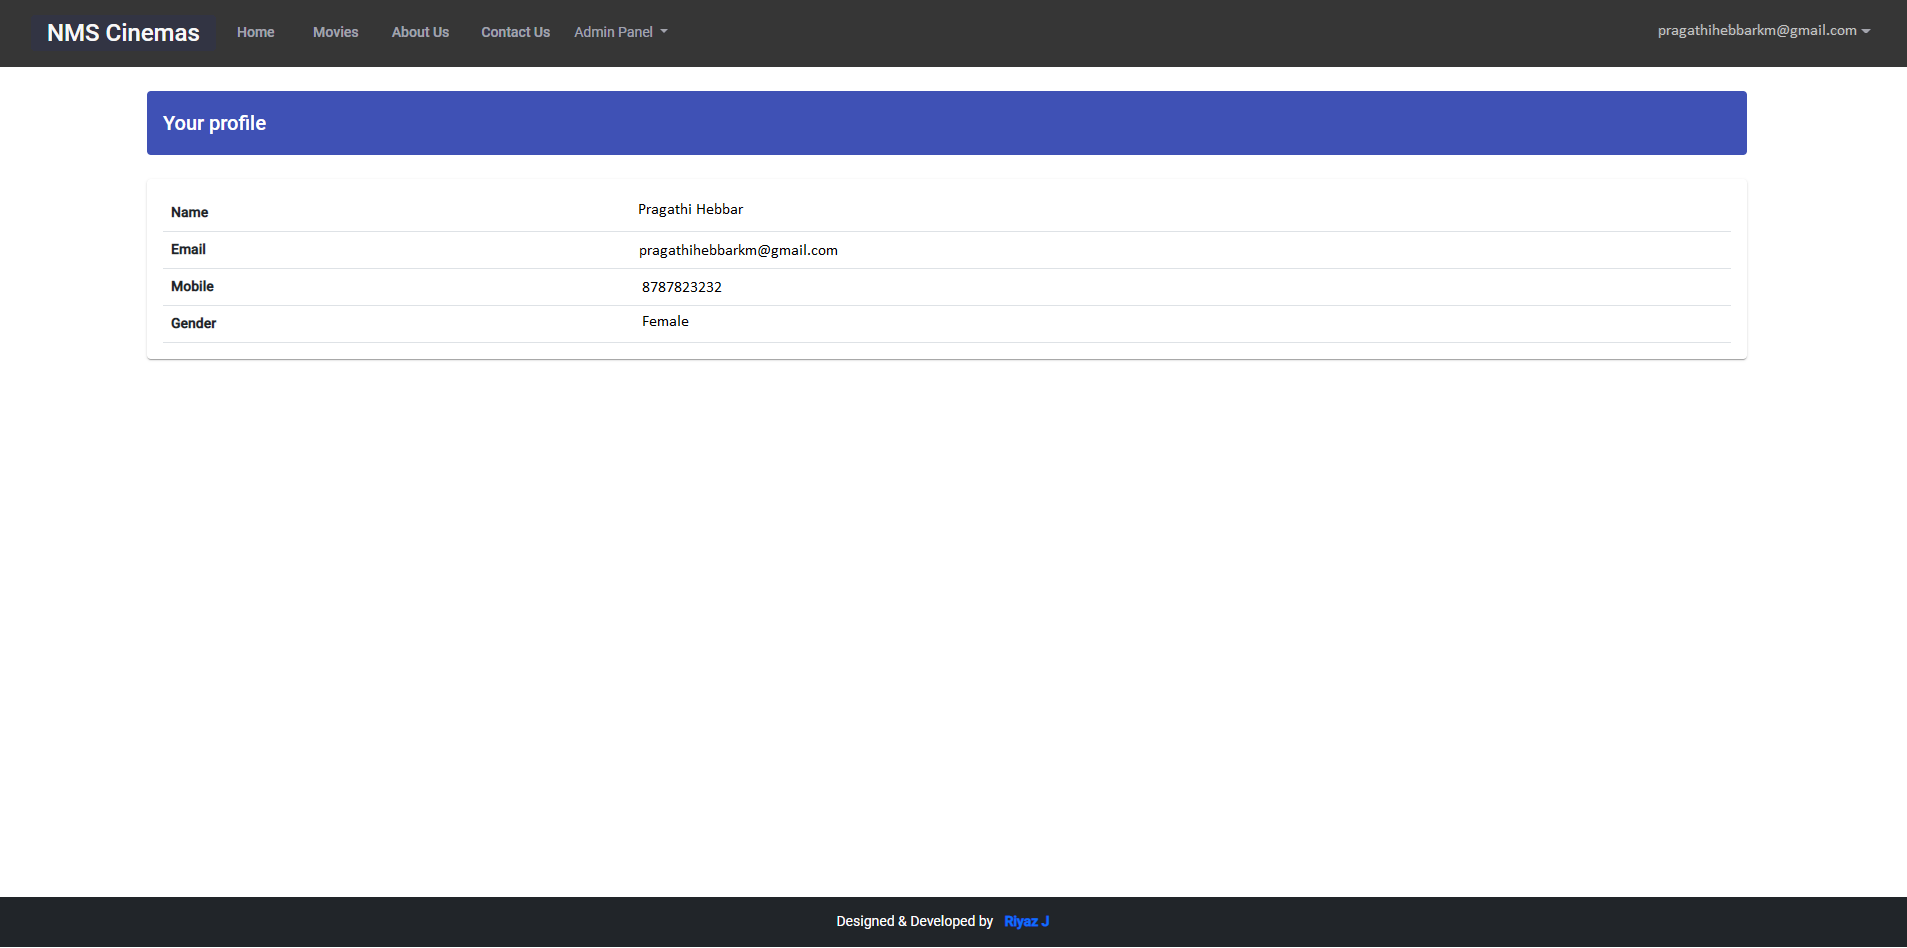 NMS Cinemas Home Movies About Us Contact Us Admin Panel pragathihebbarkm@gmail.com
Your profile
Name Pragathi Hebbar
Email pragathihebbarkm@gmail.com
Mobile 8787823232
Gender Female
Designed & Developed by Riyaz J